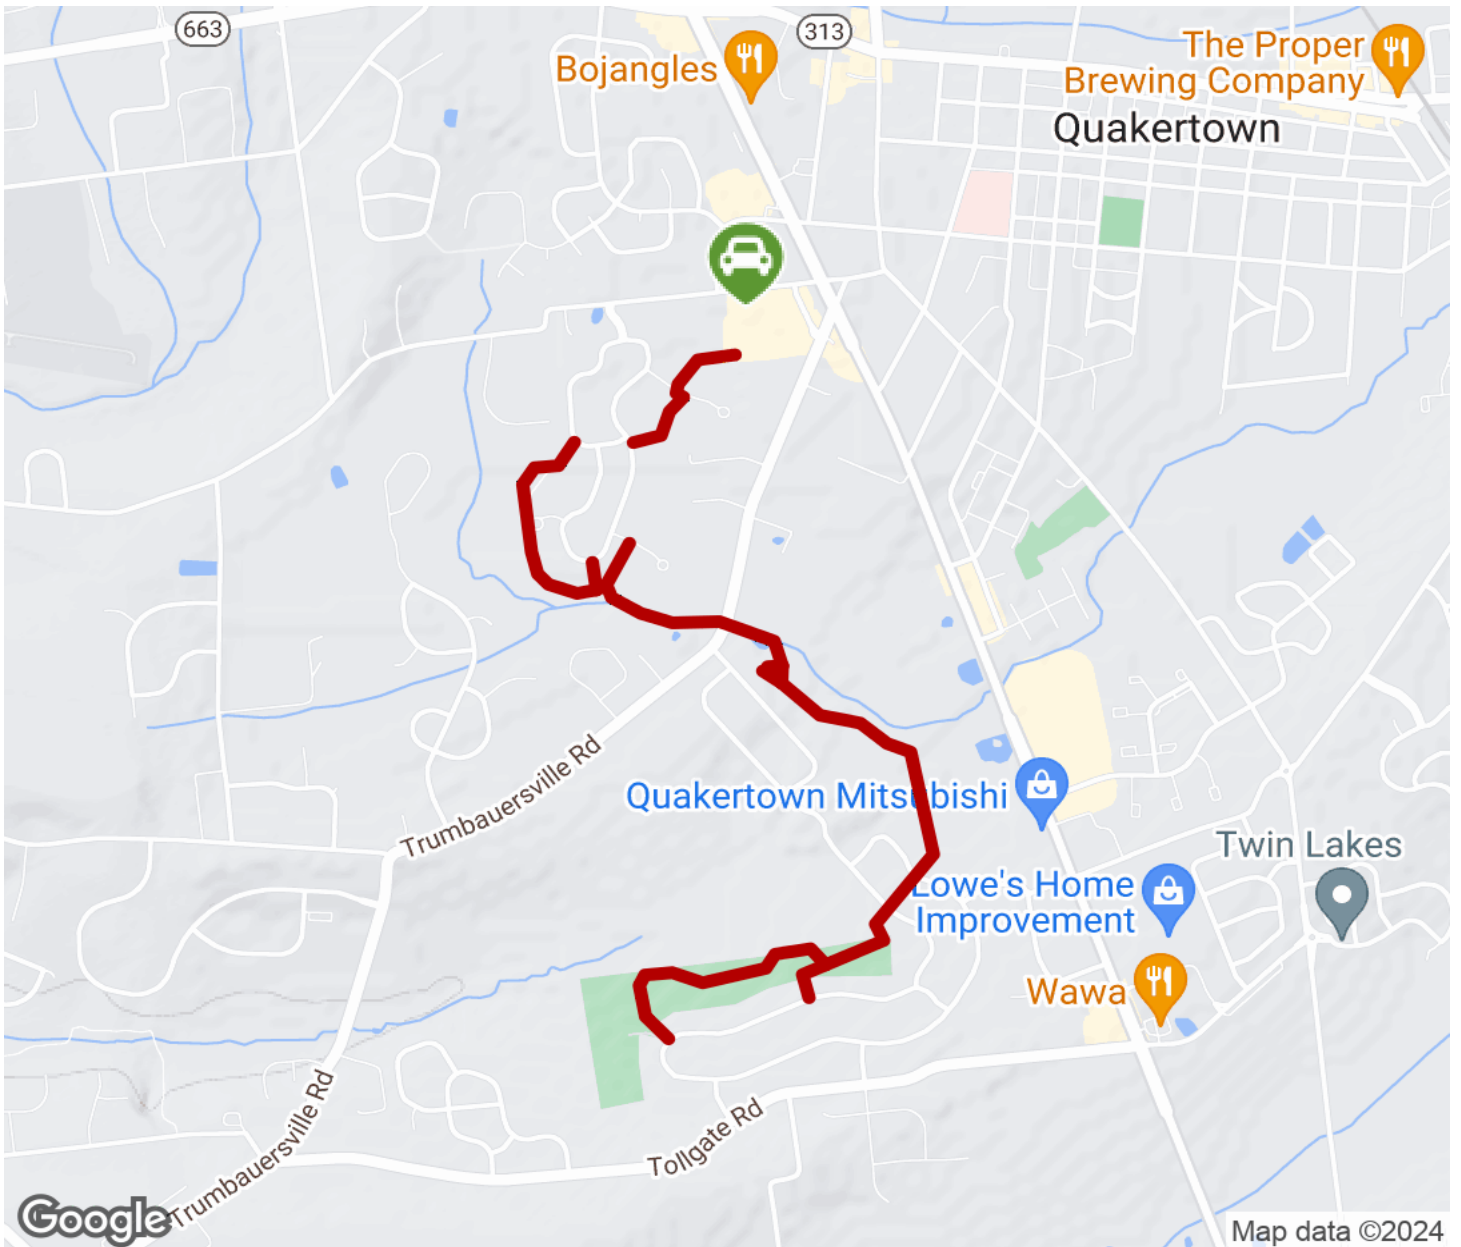 663
313
Bojangles
The Proper
Brewing Company
Quakertown
Trumbauersville Rd
Quakertown Mitsubishi
Twin Lakes
Lowe's Home
Improvement
Wawa
Trumbauersville Rd
Tollgate Rd
Google
Map data ©2024